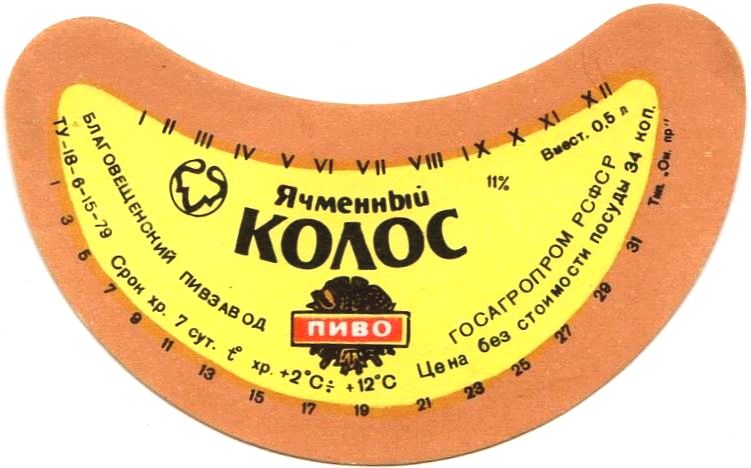 I II III IV V VI VII VIII IX X XI XII
БЛАГОВЕЩЕНСКИЙ ПИВЗАВОД
ТУ-18-6-15-79 Срок хр. 7 сут. t° хр. +2°С÷ +12°С
Ячменный
КОЛОС
ПИВО
11%
Вмест. 0,5 л
ГОСАГРОПРОМ РСФСР
Цена без стоимости посуды 34 коп.
Тип. „Ок. пр"
1 3 5 7 9 11 13 15 17 19 21 23 25 27 29 31